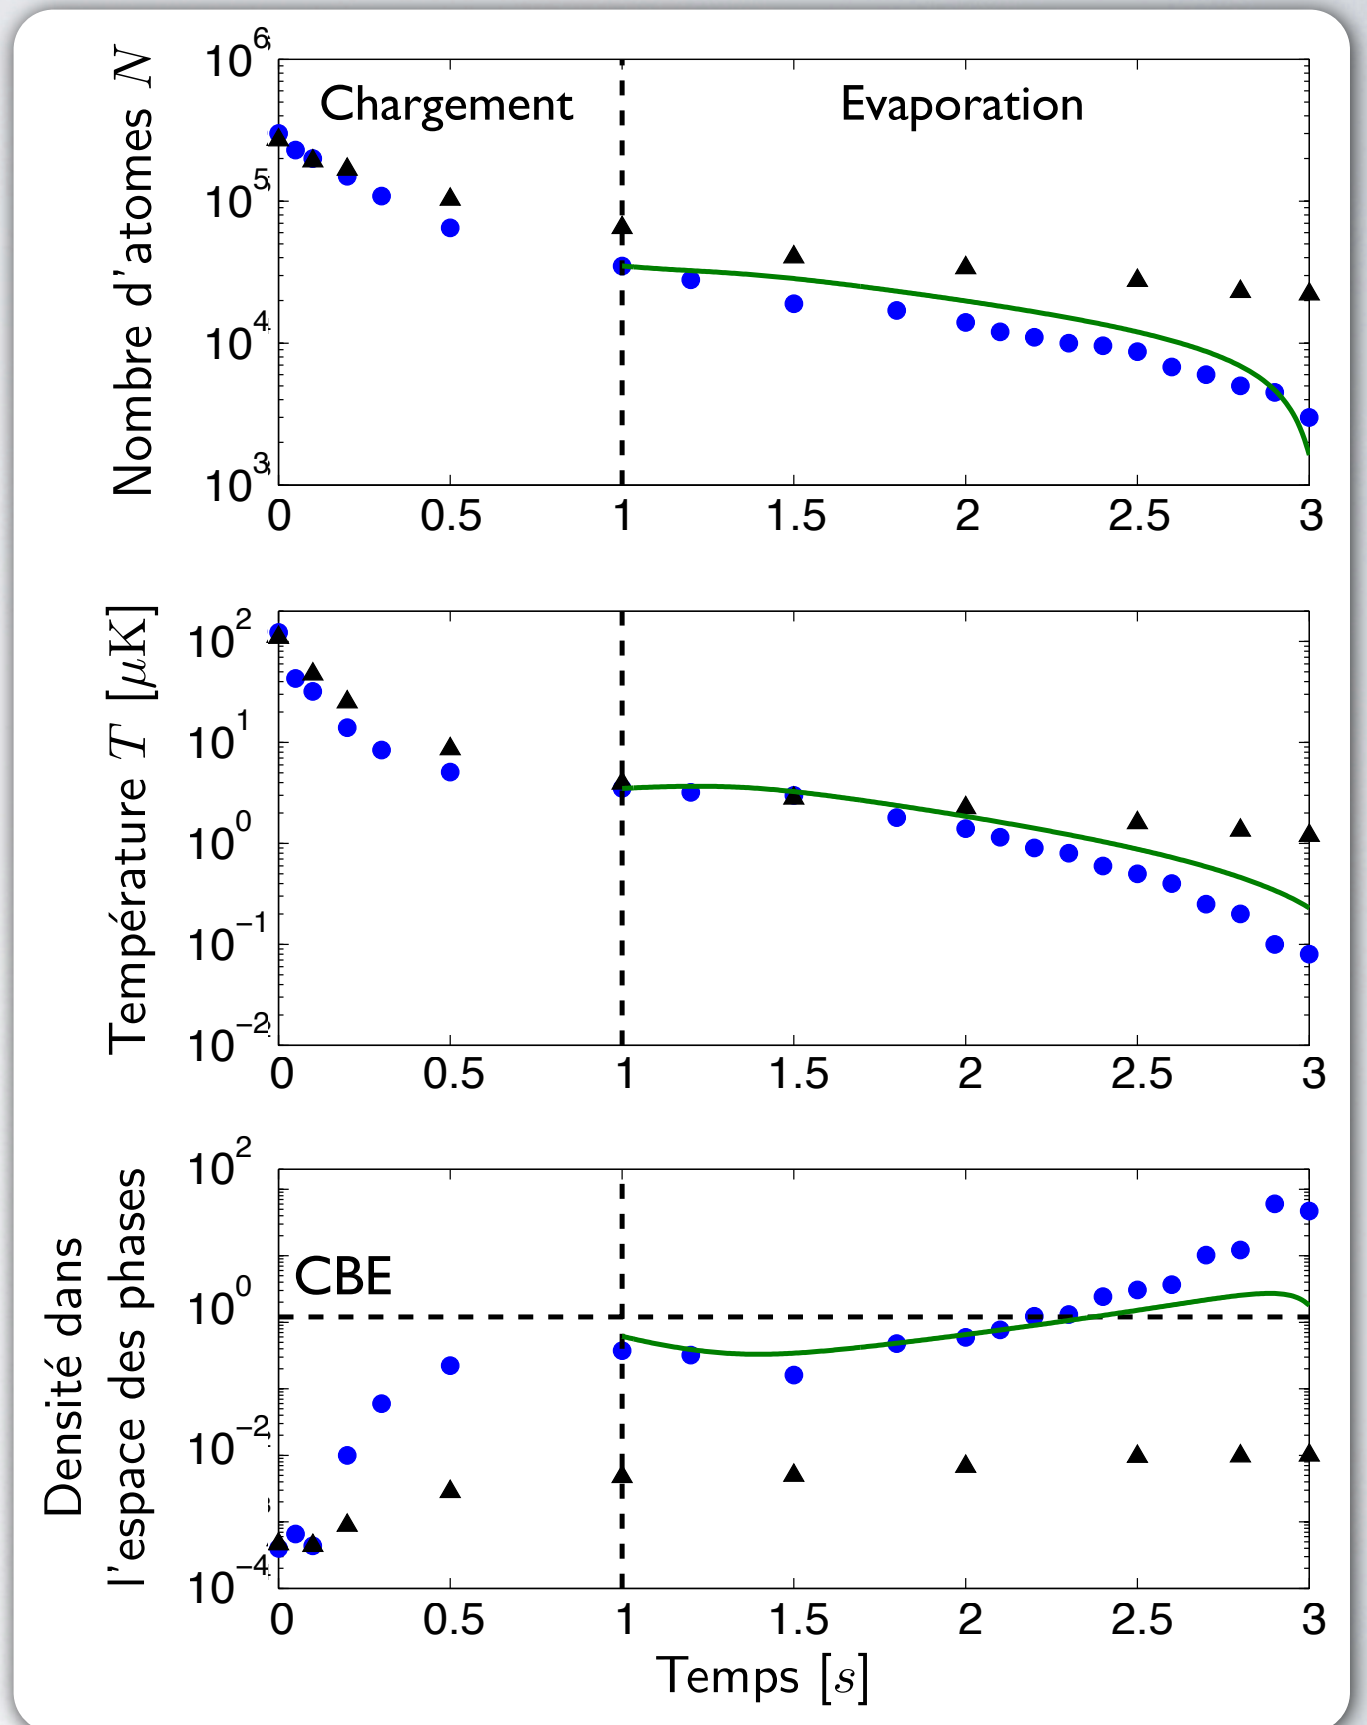 Nombre d'atomes N
10^6
10^5
10^4
10^3
Chargement
Evaporation
0 0.5 1 1.5 2 2.5 3
Température T [μK]
10^2
10^1
10^0
10^−1
10^−2
0 0.5 1 1.5 2 2.5 3
Densité dans
l'espace des phases
10^2
10^0
10^−2
10^−4
CBE
0 0.5 1 1.5 2 2.5 3
Temps [s]